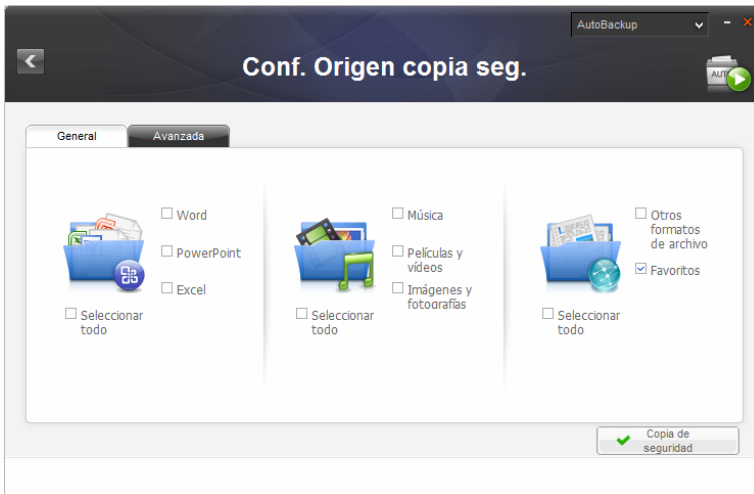 AutoBackup
Conf. Origen copia seg.
AUTO
General
Avanzada
Word
PowerPoint
Excel
Seleccionar
todo
Música
Películas y
vídeos
Imágenes y
fotografías
Seleccionar
todo
Otros
formatos
de archivo
Favoritos
Seleccionar
todo
Copia de
seguridad